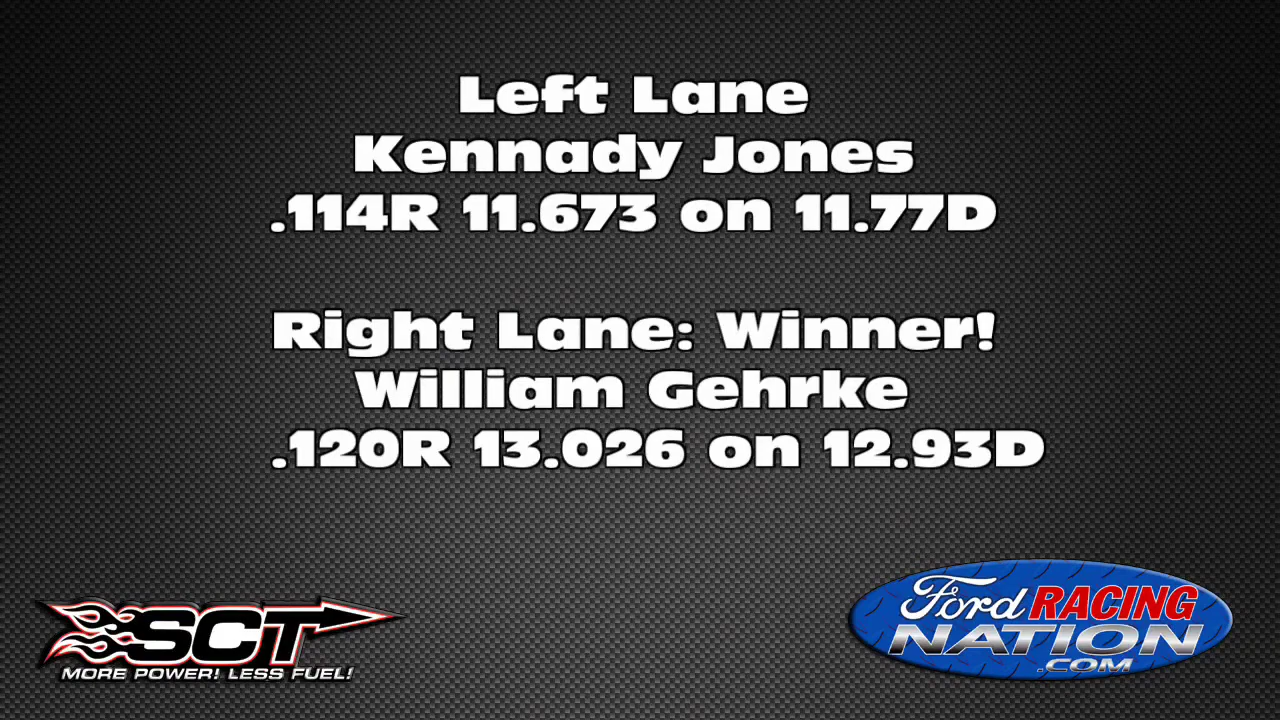 Left Lane
Kennady Jones
.114R 11.673 on 11.77D
Right Lane: Winner!
William Gehrke
.120R 13.026 on 12.93D
SCT
MORE POWER! LESS FUEL!
Ford RACING
NATION
.COM